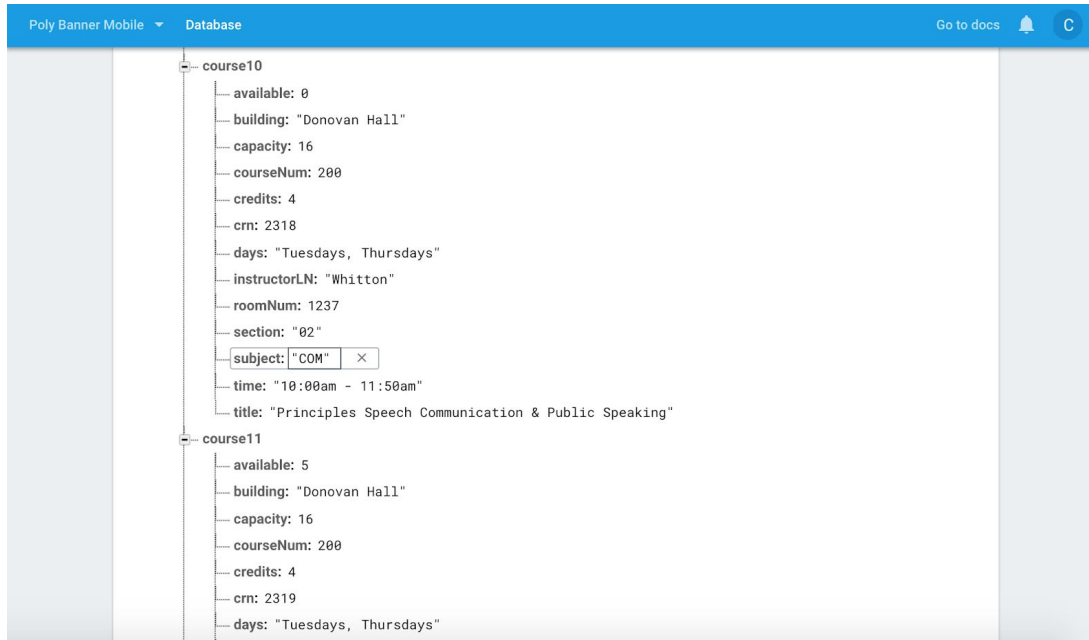 Poly Banner Mobile Database Go to docs C
course10
available: 0
building: "Donovan Hall"
capacity: 16
courseNum: 200
credits: 4
crn: 2318
days: "Tuesdays, Thursdays"
instructorLN: "Whitton"
roomNum: 1237
section: "02"
subject: "COM" ×
time: "10:00am - 11:50am"
title: "Principles Speech Communication & Public Speaking"
course11
available: 5
building: "Donovan Hall"
capacity: 16
courseNum: 200
credits: 4
crn: 2319
days: "Tuesdays, Thursdays"